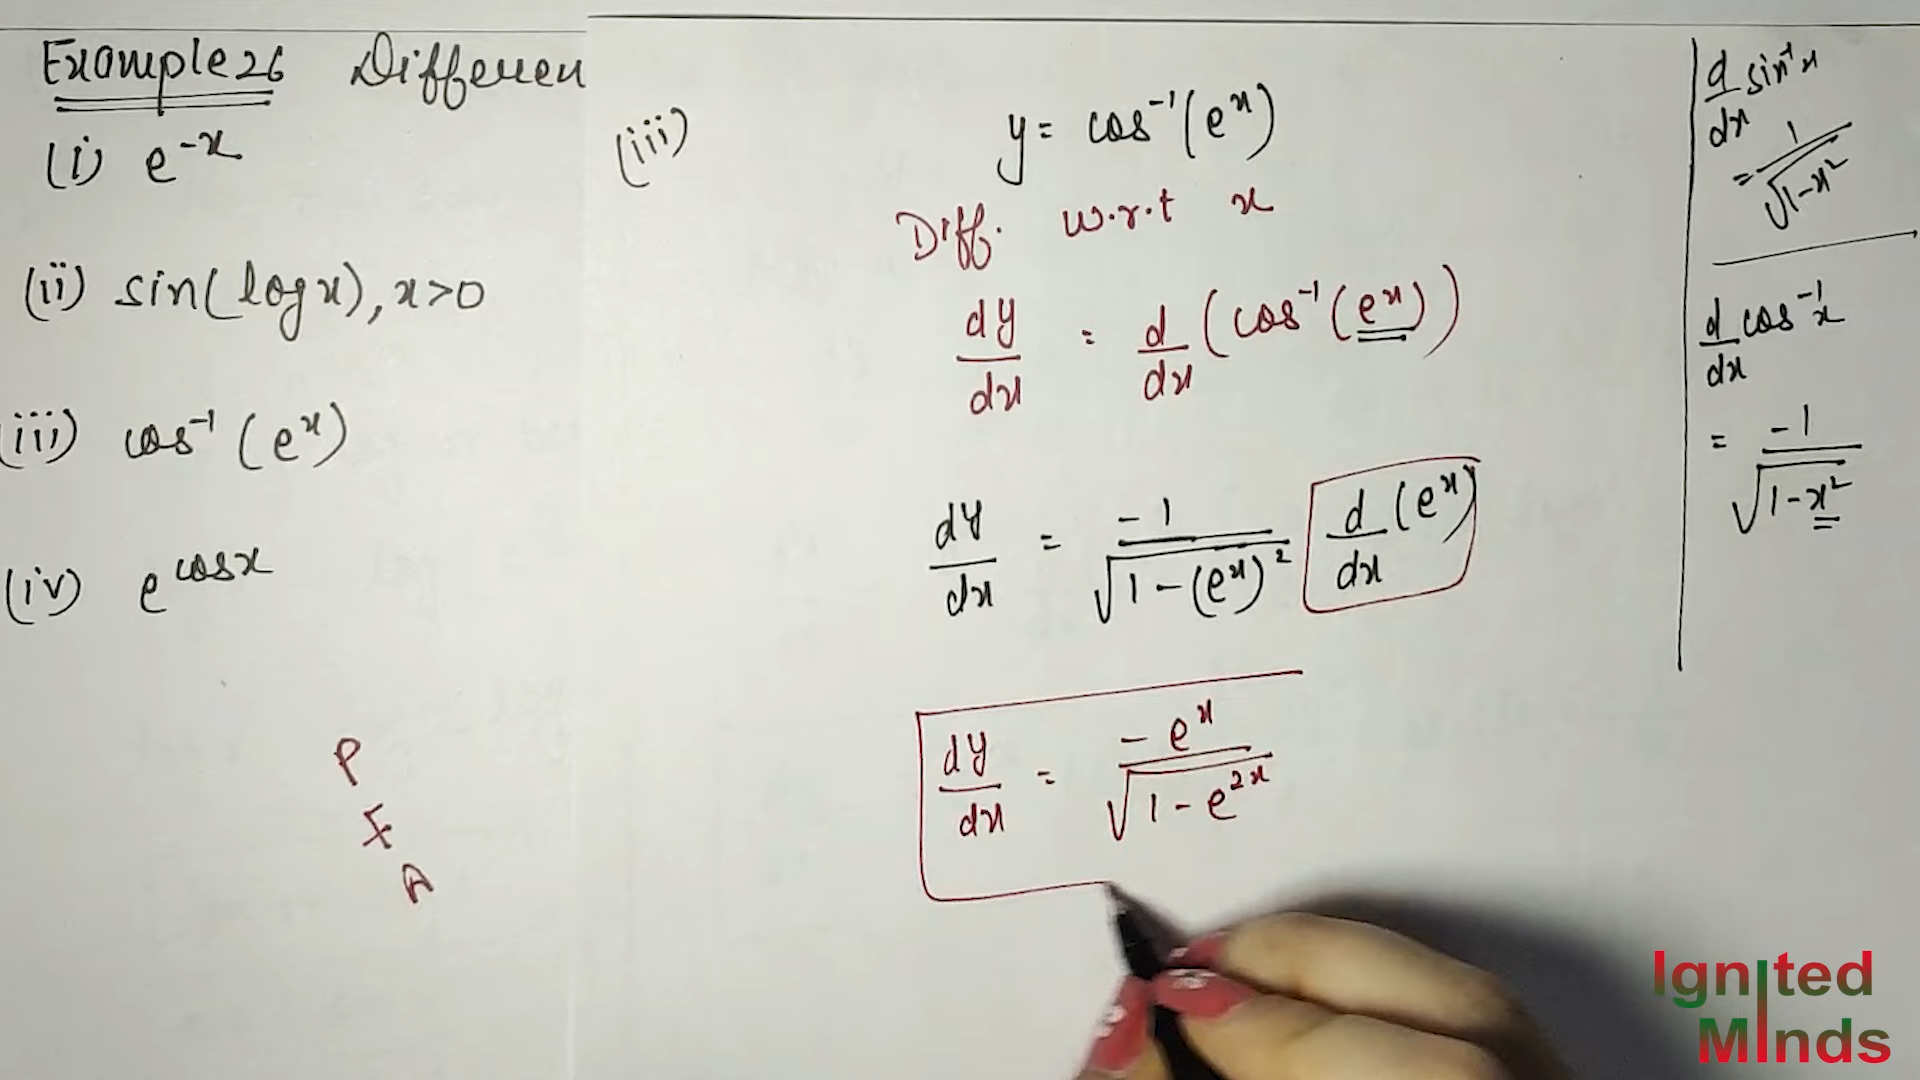 Example 26 Differen
(i) e^-x
(ii) sin(log x), x>0
(iii) cos^-1 (e^x)
(iv) e^cosx
P
I
A
(iii) y = cos^-1 (e^x)
Diff. w.r.t x
dy/dx = d/dx (cos^-1 (e^x))
dy/dx = -1/√(1-(e^x)^2) d/dx (e^x)
dy/dx = -e^x/√(1-e^2x)
d/dx sin^-1 x
= 1/√(1-x^2)
d/dx cos^-1 x
= -1/√(1-x^2)
Ignited
Minds